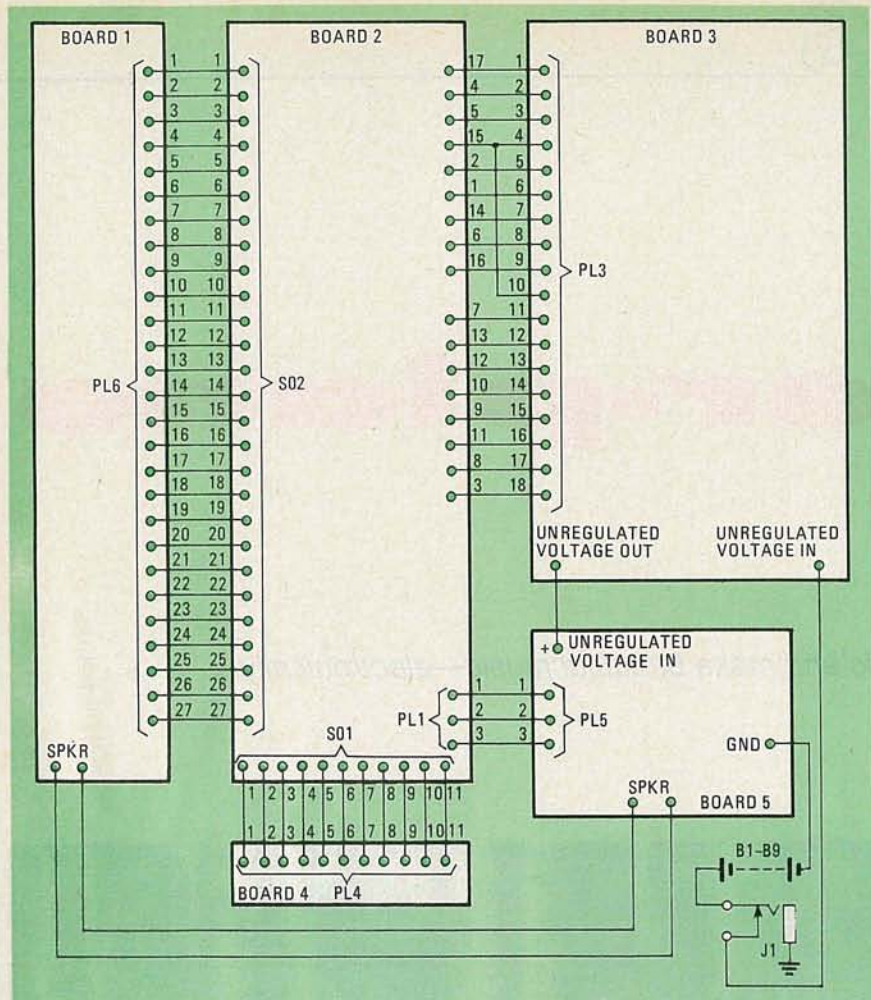 BOARD 1
BOARD 2
BOARD 3
1 1
2 2
3 3
4 4
5 5
6 6
7 7
8 8
9 9
10 10
11 11
12 12
13 13
14 14
15 15
16 16
17 17
18 18
19 19
20 20
21 21
22 22
23 23
24 24
25 25
26 26
27 27
PL6
SO2
17 1
4 2
5 3
15 4
2 5
1 6
14 7
6 8
16 9
10
7 11
13 12
12 13
10 14
9 15
11 16
8 17
3 18
PL3
UNREGULATED
VOLTAGE OUT
UNREGULATED
VOLTAGE IN
+ UNREGULATED
VOLTAGE IN
1 1
2 2
3 3
PL1
PL5
GND
SPKR
BOARD 5
SPKR
SO1
1 2 3 4 5 6 7 8 9 10 11
1 2 3 4 5 6 7 8 9 10 11
BOARD 4 PL4
B1-B9
J1